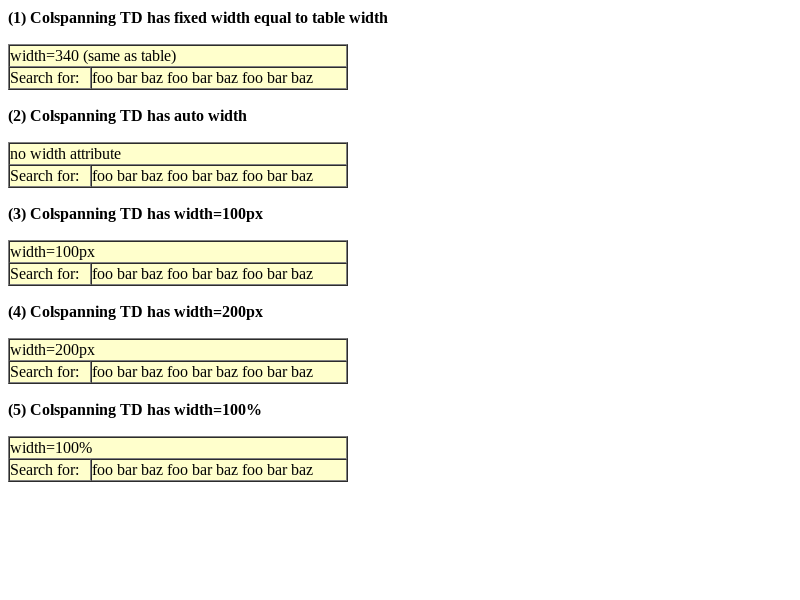 (1) Colspanning TD has fixed width equal to table width
width=340 (same as table)
Search for: foo bar baz foo bar baz foo bar baz
(2) Colspanning TD has auto width
no width attribute
Search for: foo bar baz foo bar baz foo bar baz
(3) Colspanning TD has width=100px
width=100px
Search for: foo bar baz foo bar baz foo bar baz
(4) Colspanning TD has width=200px
width=200px
Search for: foo bar baz foo bar baz foo bar baz
(5) Colspanning TD has width=100%
width=100%
Search for: foo bar baz foo bar baz foo bar baz